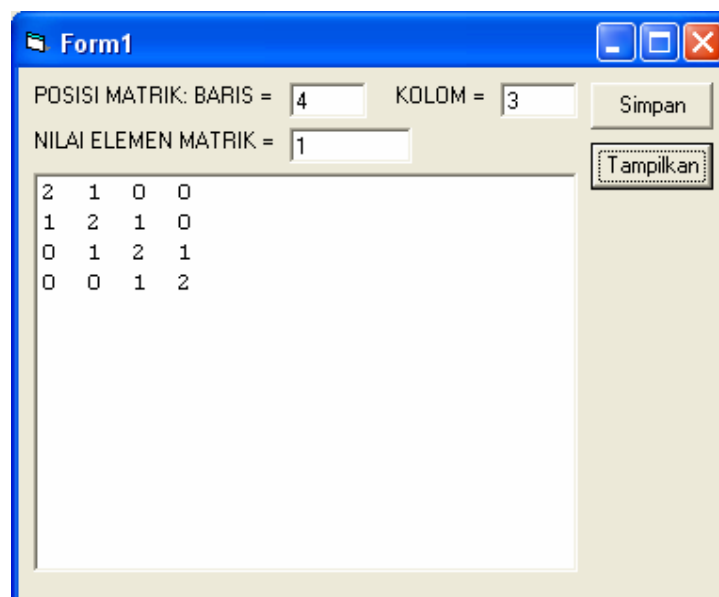 Form1
POSISI MATRIK: BARIS = 4 KOLOM = 3 Simpan
NILAI ELEMEN MATRIK = 1
Tampilkan
2 1 0 0
1 2 1 0
0 1 2 1
0 0 1 2